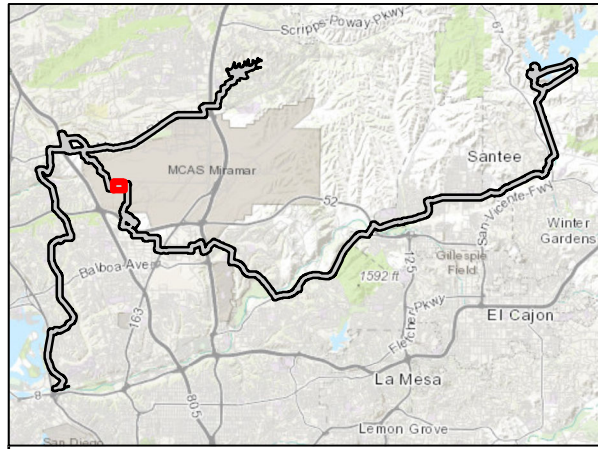 Scripps-Poway-Pkwy
67
Santee
MCAS Miramar
52
San-Vicente-Fwy
Winter
Gardens
Balboa Aven
125
Gillespie
Field
1592 ft
163
Fletcher Pkwy
El Cajon
La Mesa
8
805
Lemon Grove
San Diego